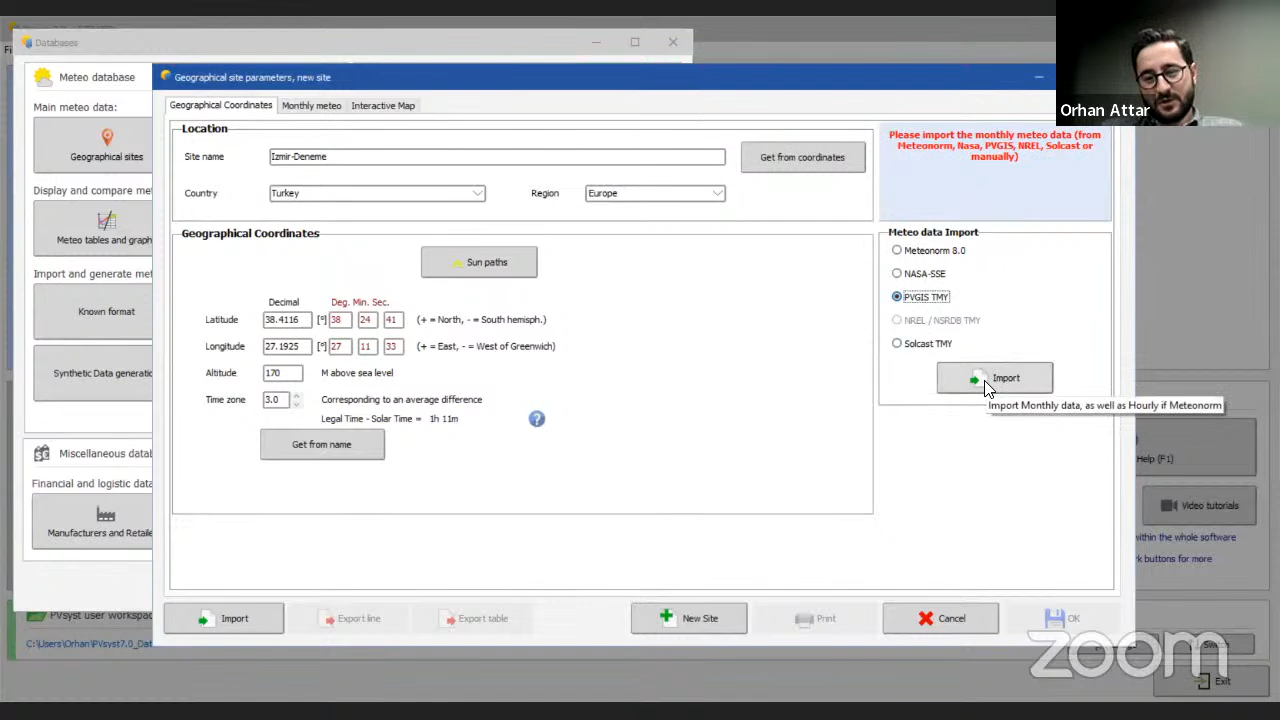 Databases
Meteo database
Main meteo data:
Geographical sites
Display and compare me
Meteo tables and graph
Import and generate me
Known format
Synthetic Data generatio
Miscellaneous datab
Financial and logistic data
Manufacturers and Retaile
PVsyst user workspac
C:\Users\Orhan\PVsyst7.0_Dat
Geographical site parameters, new site
Geographical Coordinates
Monthly meteo
Interactive Map
Location
Site name
Izmir-Deneme
Get from coordinates
Country
Turkey
Region
Europe
Geographical Coordinates
Sun paths
Decimal Deg. Min. Sec.
Latitude 38.4116 [°] 38 24 41 (+ = North, - = South hemisph.)
Longitude 27.1925 [°] 27 11 33 (+ = East, - = West of Greenwich)
Altitude 170 M above sea level
Time zone 3.0 Corresponding to an average difference
Legal Time - Solar Time = 1h 11m
?
Get from name
Please import the monthly meteo data (from
Meteonorm, Nasa, PVGIS, NREL, Solcast or
manually)
Meteo data Import
Meteonorm 8.0
NASA-SSE
PVGIS TMY
NREL / NSRDB TMY
Solcast TMY
Import
Import Monthly data, as well as Hourly if Meteonorm
Import
Export line
Export table
New Site
Print
Cancel
OK
Orhan Attar
Help (F1)
Video tutorials
within the whole software
rk buttons for more
Switch
Exit
zoom